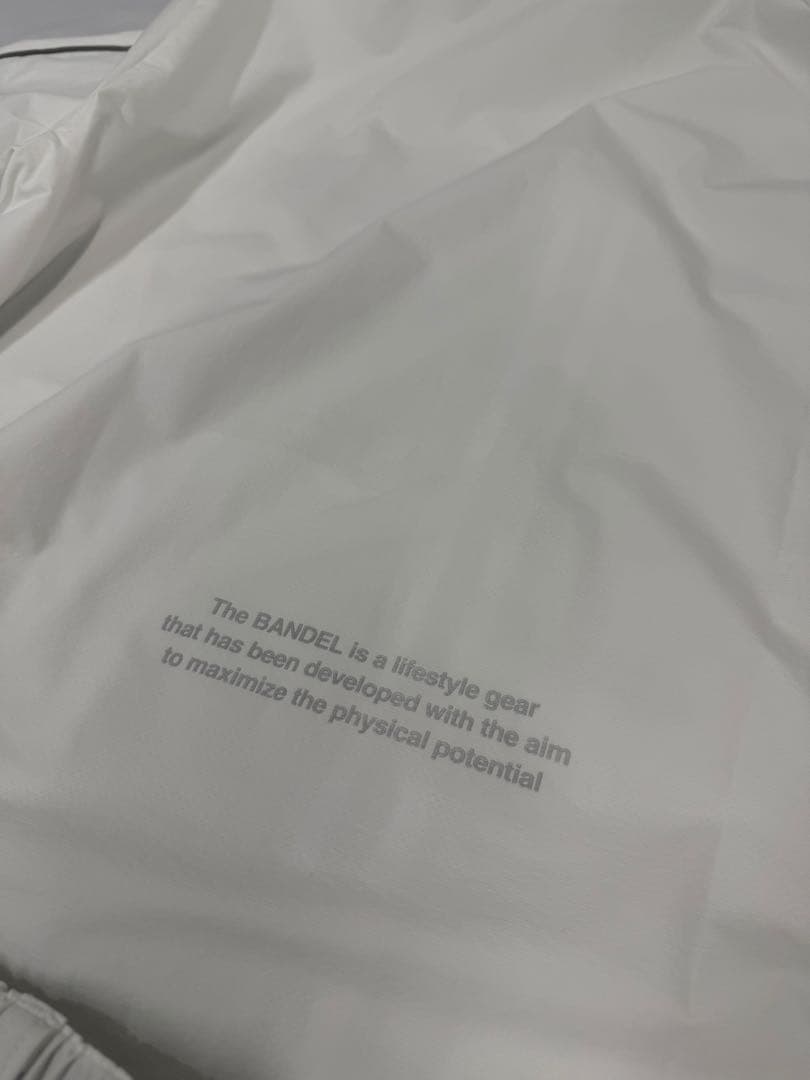 The BANDEL is a lifestyle gear
that has been developed with the aim
to maximize the physical potential